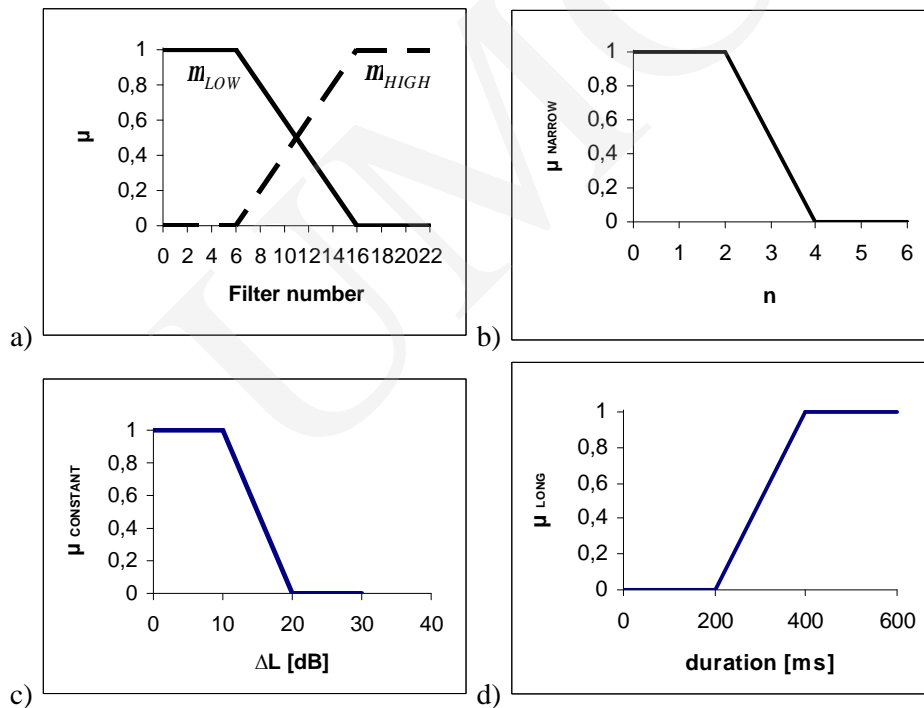 1
0,8
0,6
0,4
0,2
0
µ
mLOW
mHIGH
0 2 4 6 8 10 12 14 16 18 20 22
Filter number
a)
1
0,8
0,6
0,4
0,2
0
µ NARROW
0 1 2 3 4 5 6
n
b)
1
0,8
0,6
0,4
0,2
0
µ CONSTANT
0 10 20 30 40
ΔL [dB]
c)
1
0,8
0,6
0,4
0,2
0
µ LONG
0 200 400 600
duration [ms]
d)
UMC